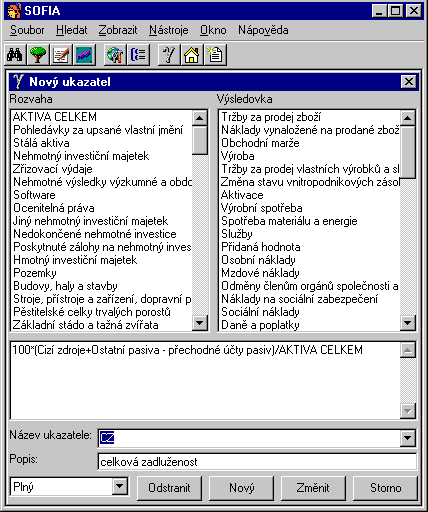 SOFIA
Soubor Hledat Zobrazit Nástroje Okno Nápověda
Nový ukazatel
Rozvaha
AKTIVA CELKEM
Pohledávky za upsané vlastní jmění
Stálá aktiva
Nehmotný investiční majetek
Zřizovací výdaje
Nehmotné výsledky výzkumné a obdo
Software
Ocenitelná práva
Jiný nehmotný investiční majetek
Nedokončené nehmotné investice
Poskytnuté zálohy na nehmotný inves
Hmotný investiční majetek
Pozemky
Budovy, haly a stavby
Stroje, přístroje a zařízení, dopravní p
Pěstitelské celky trvalých porostů
Základní stádo a tažná zvířata
Výsledovka
Tržby za prodej zboží
Náklady vynaložené na prodané zbož
Obchodní marže
Výroba
Tržby za prodej vlastních výrobků a sl
Změna stavu vnitropodnikových zásol
Aktivace
Výrobní spotřeba
Spotřeba materiálu a energie
Služby
Přidaná hodnota
Osobní náklady
Mzdové náklady
Odměny členům orgánů společnosti a
Náklady na sociální zabezpečení
Sociální náklady
Daně a poplatky
100*(Cizí zdroje+Ostatní pasiva - přechodné účty pasiv)/AKTIVA CELKEM
Název ukazatele: CZ
Popis: celková zadluženost
Plný Odstranit Nový Změnit Storno